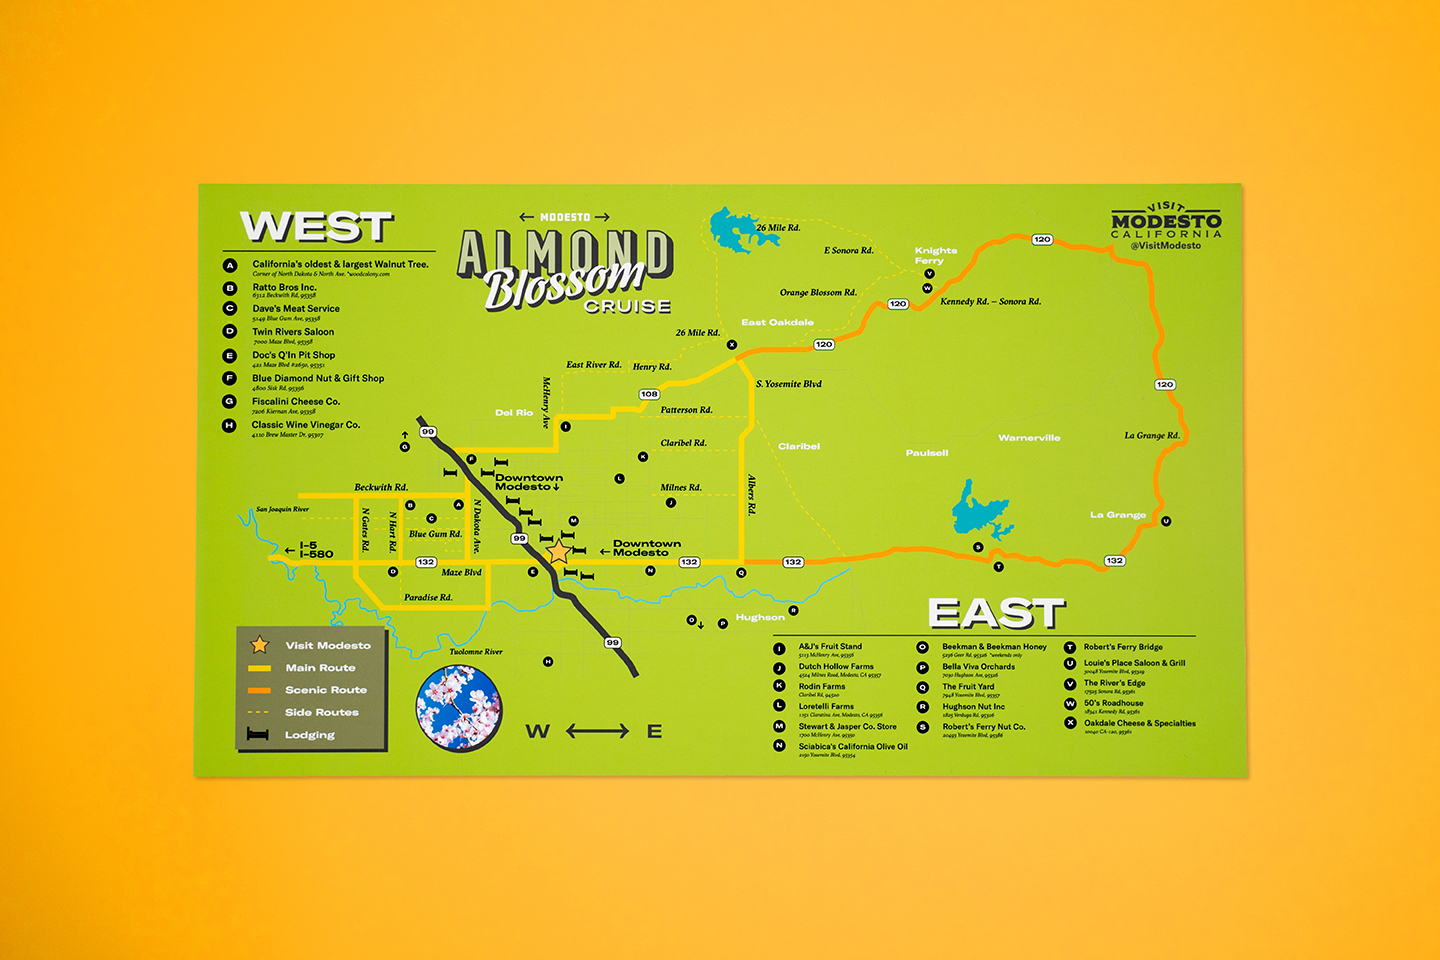 WEST
A California's oldest & largest Walnut Tree.
Corner of North Dakota & North Ave. *woodcolony.com
B Ratto Bros Inc.
6312 Beckwith Rd, 95358
C Dave's Meat Service
5149 Blue Gum Ave, 95358
D Twin Rivers Saloon
7000 Maze Blvd, 95358
E Doc's Q'In Pit Shop
421 Maze Blvd #2650, 95351
F Blue Diamond Nut & Gift Shop
4800 Sisk Rd. 95356
G Fiscalini Cheese Co.
7206 Kiernan Ave, 95358
H Classic Wine Vinegar Co.
4110 Brew Master Dr, 95307
← MODESTO →
ALMOND
Blossom
CRUISE
VISIT
MODESTO
CALIFORNIA
@VisitModesto
26 Mile Rd.
E Sonora Rd.
Knights
Ferry
V
W
120
Orange Blossom Rd.
120
Kennedy Rd. – Sonora Rd.
East Oakdale
26 Mile Rd.
X
120
East River Rd.
Henry Rd.
McHenry Ave
108
S. Yosemite Blvd
120
Del Rio
Patterson Rd.
I
99
G
F
Claribel Rd.
K
Claribel
Paulsell
Warnerville
La Grange Rd.
L
Downtown
Modesto ↓
Beckwith Rd.
Milnes Rd.
J
Albers Rd.
San Joaquin River
N Gates Rd.
N Hart Rd.
B
A
C
N Dakota Ave.
Blue Gum Rd.
M
99
La Grange
U
← I-5
I-580
← Downtown
Modesto
S
132
Maze Blvd
132
132
132
D
E
N
Q
T
Paradise Rd.
O
P
Hughson
R
99
Tuolomne River
H
Visit Modesto
Main Route
Scenic Route
Side Routes
Lodging
W ↔ E
EAST
I A&J's Fruit Stand
5113 McHenry Ave, 95356
J Dutch Hollow Farms
4524 Milnes Road, Modesto, CA 95357
K Rodin Farms
Claribel Rd, 94520
L Loretelli Farms
1151 Claratina Ave, Modesto, CA 95356
M Stewart & Jasper Co. Store
1700 McHenry Ave, 95350
N Sciabica's California Olive Oil
2150 Yosemite Blvd, 95354
O Beekman & Beekman Honey
5236 Geer Rd, 95326 *weekends only
P Bella Viva Orchards
7030 Hughson Ave, 95326
Q The Fruit Yard
7948 Yosemite Blvd, 95357
R Hughson Nut Inc
1825 Verduga Rd, 95326
S Robert's Ferry Nut Co.
20493 Yosemite Blvd, 95386
T Robert's Ferry Bridge
U Louie's Place Saloon & Grill
30048 Yosemite Blvd, 95329
V The River's Edge
17525 Sonora Rd, 95361
W 50's Roadhouse
18341 Kennedy Rd, 95361
X Oakdale Cheese & Specialties
10040 CA-120, 95361